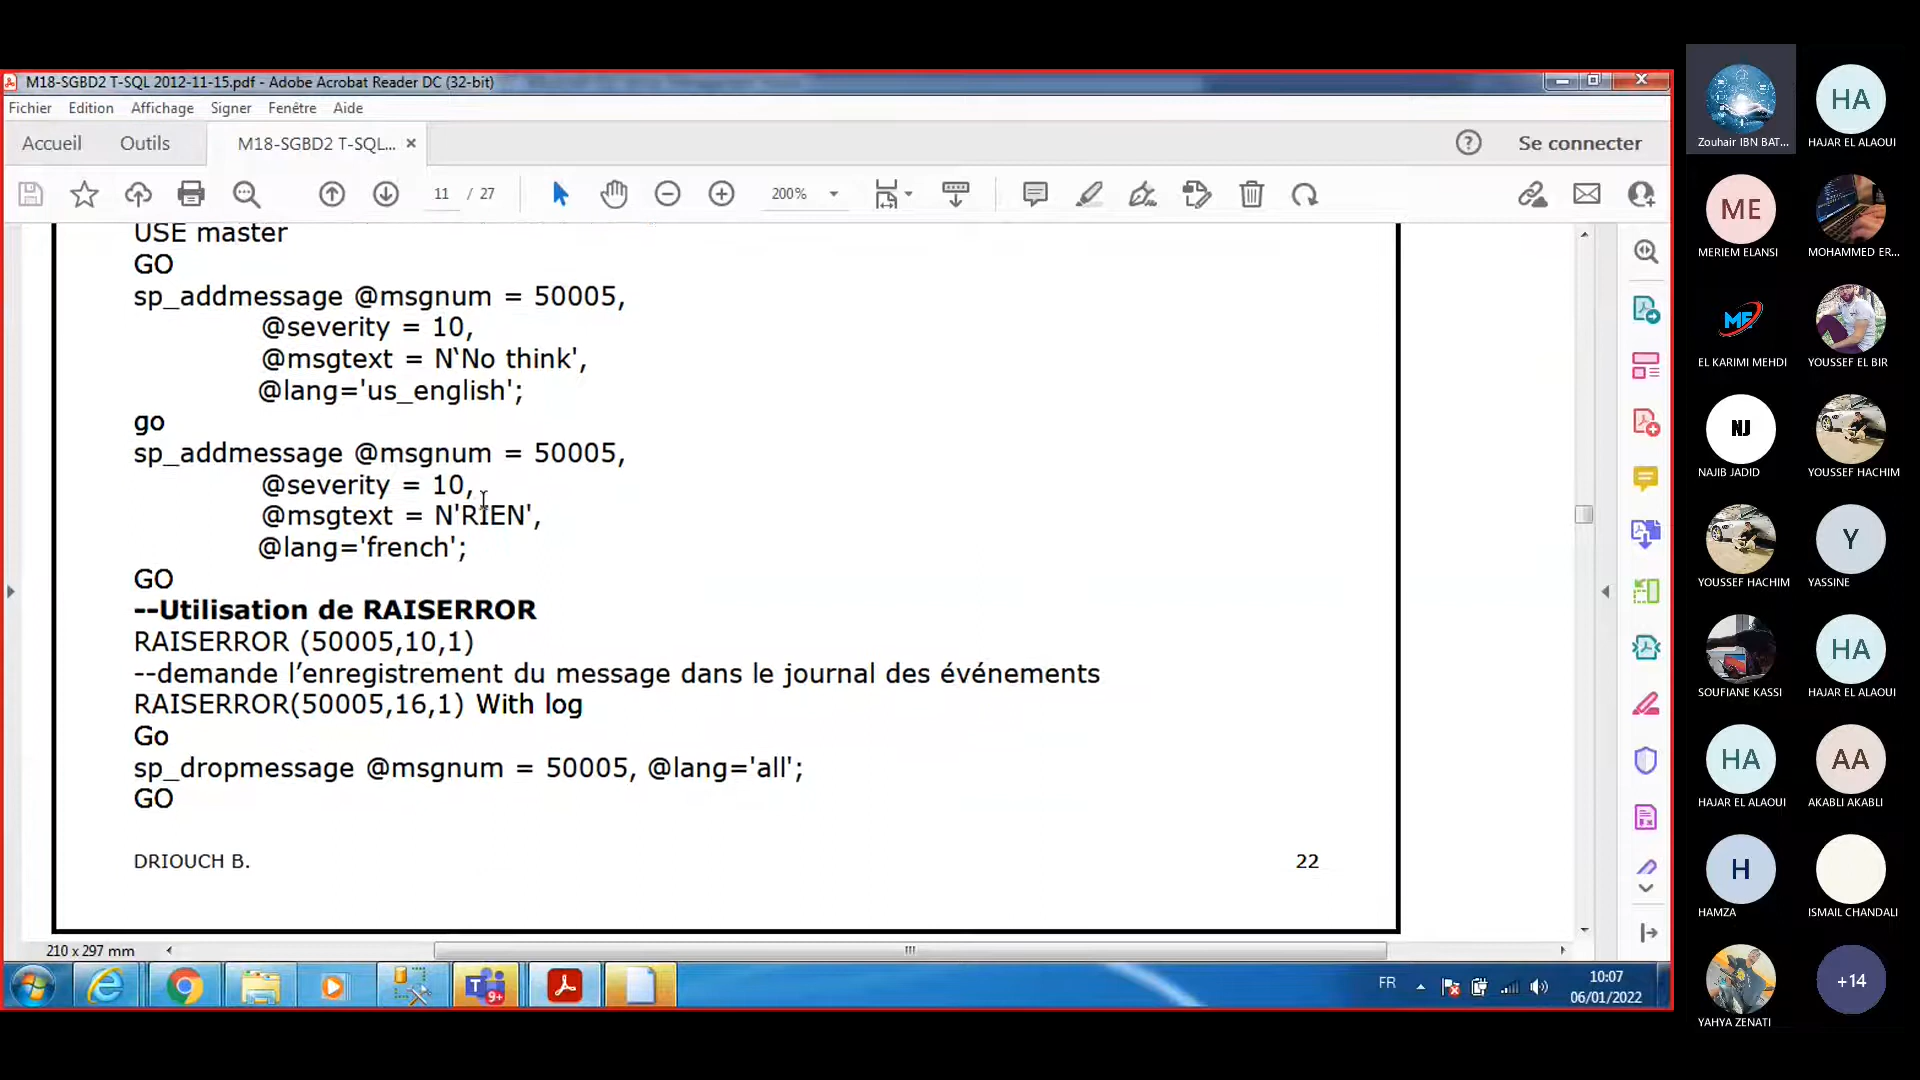 M18-SGBD2 T-SQL 2012-11-15.pdf - Adobe Acrobat Reader DC (32-bit)
Fichier Edition Affichage Signer Fenêtre Aide
Accueil Outils M18-SGBD2 T-SQL... × ? Se connecter
11 / 27 200%
USE master
GO
sp_addmessage @msgnum = 50005,
@severity = 10,
@msgtext = N‘No think',
@lang='us_english';
go
sp_addmessage @msgnum = 50005,
@severity = 10,
@msgtext = N'RIEN',
@lang='french';
GO
--Utilisation de RAISERROR
RAISERROR (50005,10,1)
--demande l’enregistrement du message dans le journal des événements
RAISERROR(50005,16,1) With log
Go
sp_dropmessage @msgnum = 50005, @lang='all';
GO
DRIOUCH B. 22
210 x 297 mm
T 9+
FR 10:07
06/01/2022
Zouhair IBN BAT...
HA
HAJAR EL ALAOUI
ME
MERIEM ELANSI
MOHAMMED ER...
ME
EL KARIMI MEHDI
YOUSSEF EL BIR
NJ
NAJIB JADID
YOUSSEF HACHIM
YOUSSEF HACHIM
Y
YASSINE
SOUFIANE KASSI
HA
HAJAR EL ALAOUI
HA
HAJAR EL ALAOUI
AA
AKABLI AKABLI
H
HAMZA
ISMAIL CHANDALI
YAHYA ZENATI
+14